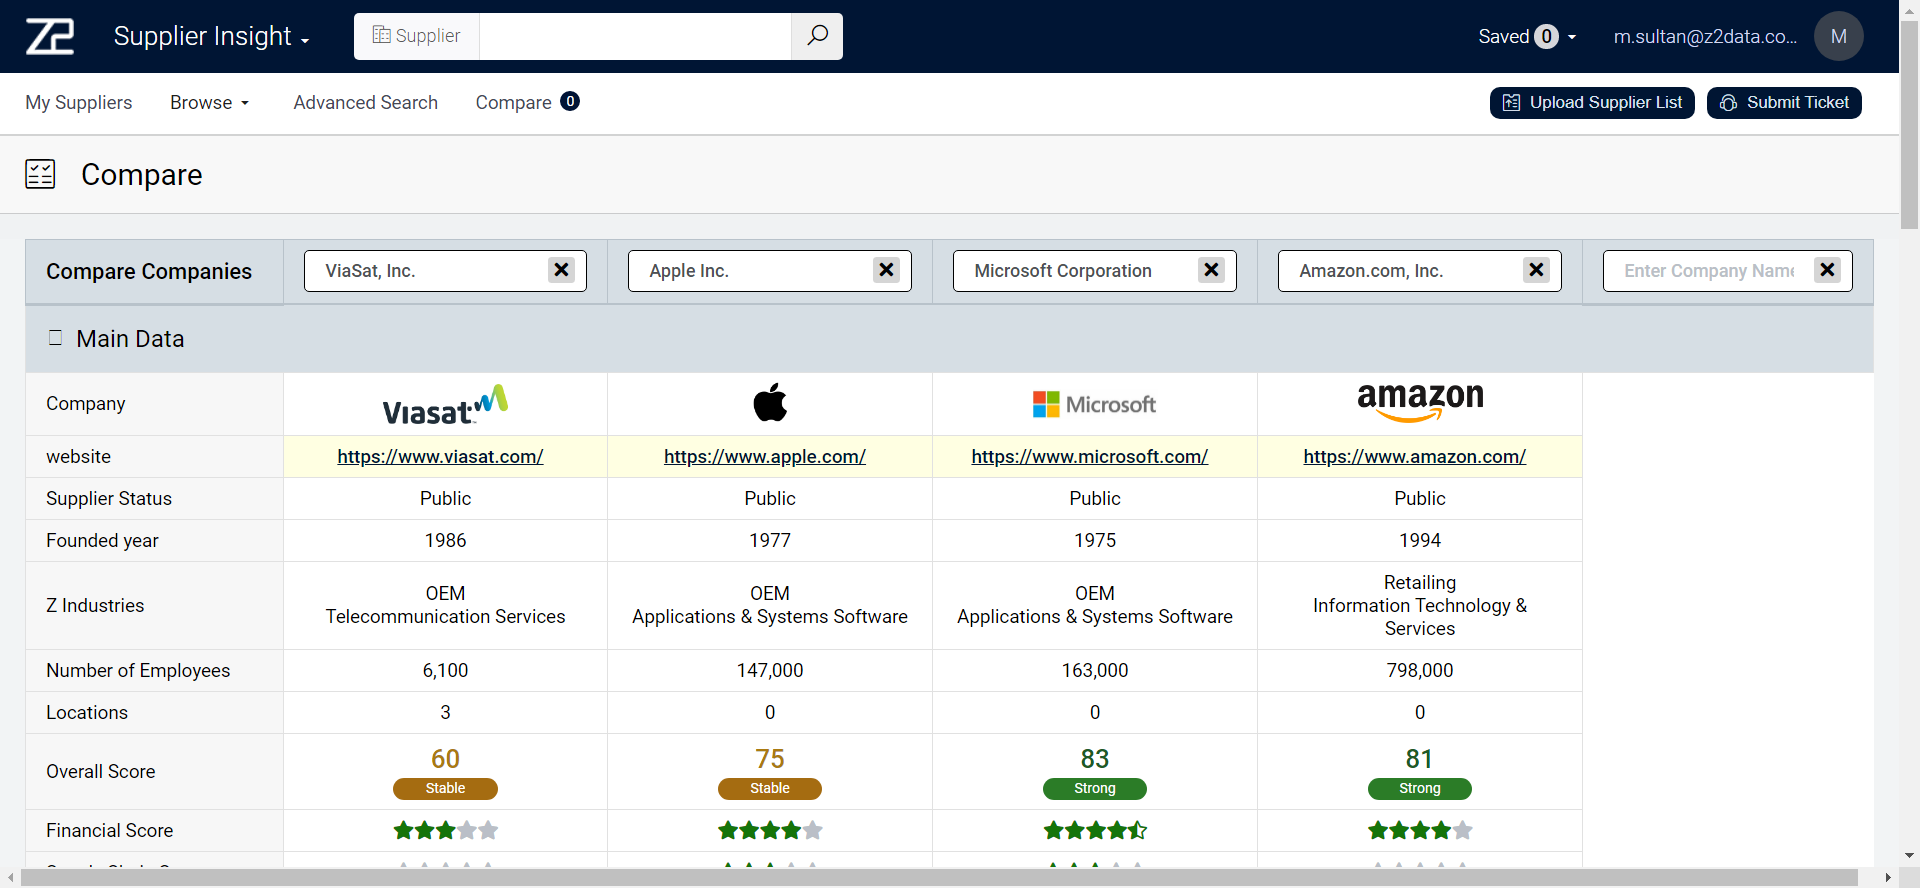 Z2
Supplier Insight
Supplier
Saved 0
m.sultan@z2data.co...
M
My Suppliers
Browse
Advanced Search
Compare 0
Upload Supplier List
Submit Ticket
Compare
Compare Companies
ViaSat, Inc.
Apple Inc.
Microsoft Corporation
Amazon.com, Inc.
Enter Company Name
Main Data
Company
Viasat
Microsoft
amazon
website
https://www.viasat.com/
https://www.apple.com/
https://www.microsoft.com/
https://www.amazon.com/
Supplier Status
Public
Public
Public
Public
Founded year
1986
1977
1975
1994
Z Industries
OEM
Telecommunication Services
OEM
Applications & Systems Software
OEM
Applications & Systems Software
Retailing
Information Technology &
Services
Number of Employees
6,100
147,000
163,000
798,000
Locations
3
0
0
0
Overall Score
60
Stable
75
Stable
83
Strong
81
Strong
Financial Score